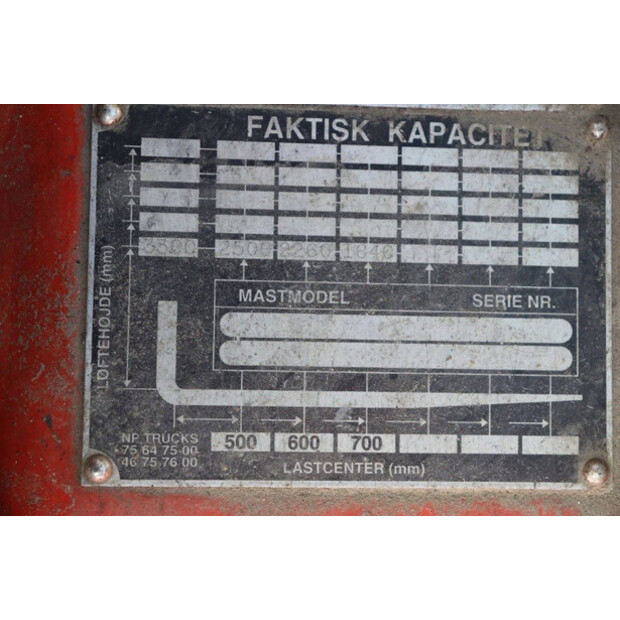 FAKTISK KAPACITET
3300 2500 2260 1840
LØFTEHØJDE (mm)
MASTMODEL SERIE NR.
500 600 700
NP TRUCKS
75 64 75 00
46 75 76 00
LASTCENTER (mm)